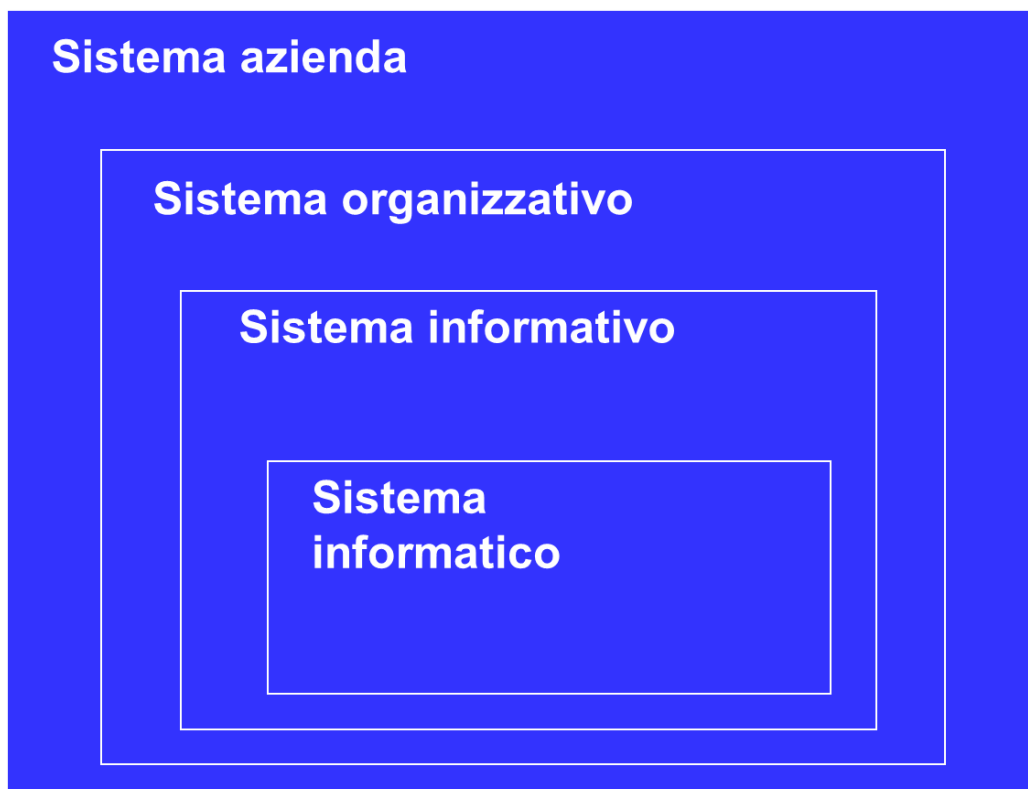 Sistema azienda
Sistema organizzativo
Sistema informativo
Sistema
informatico